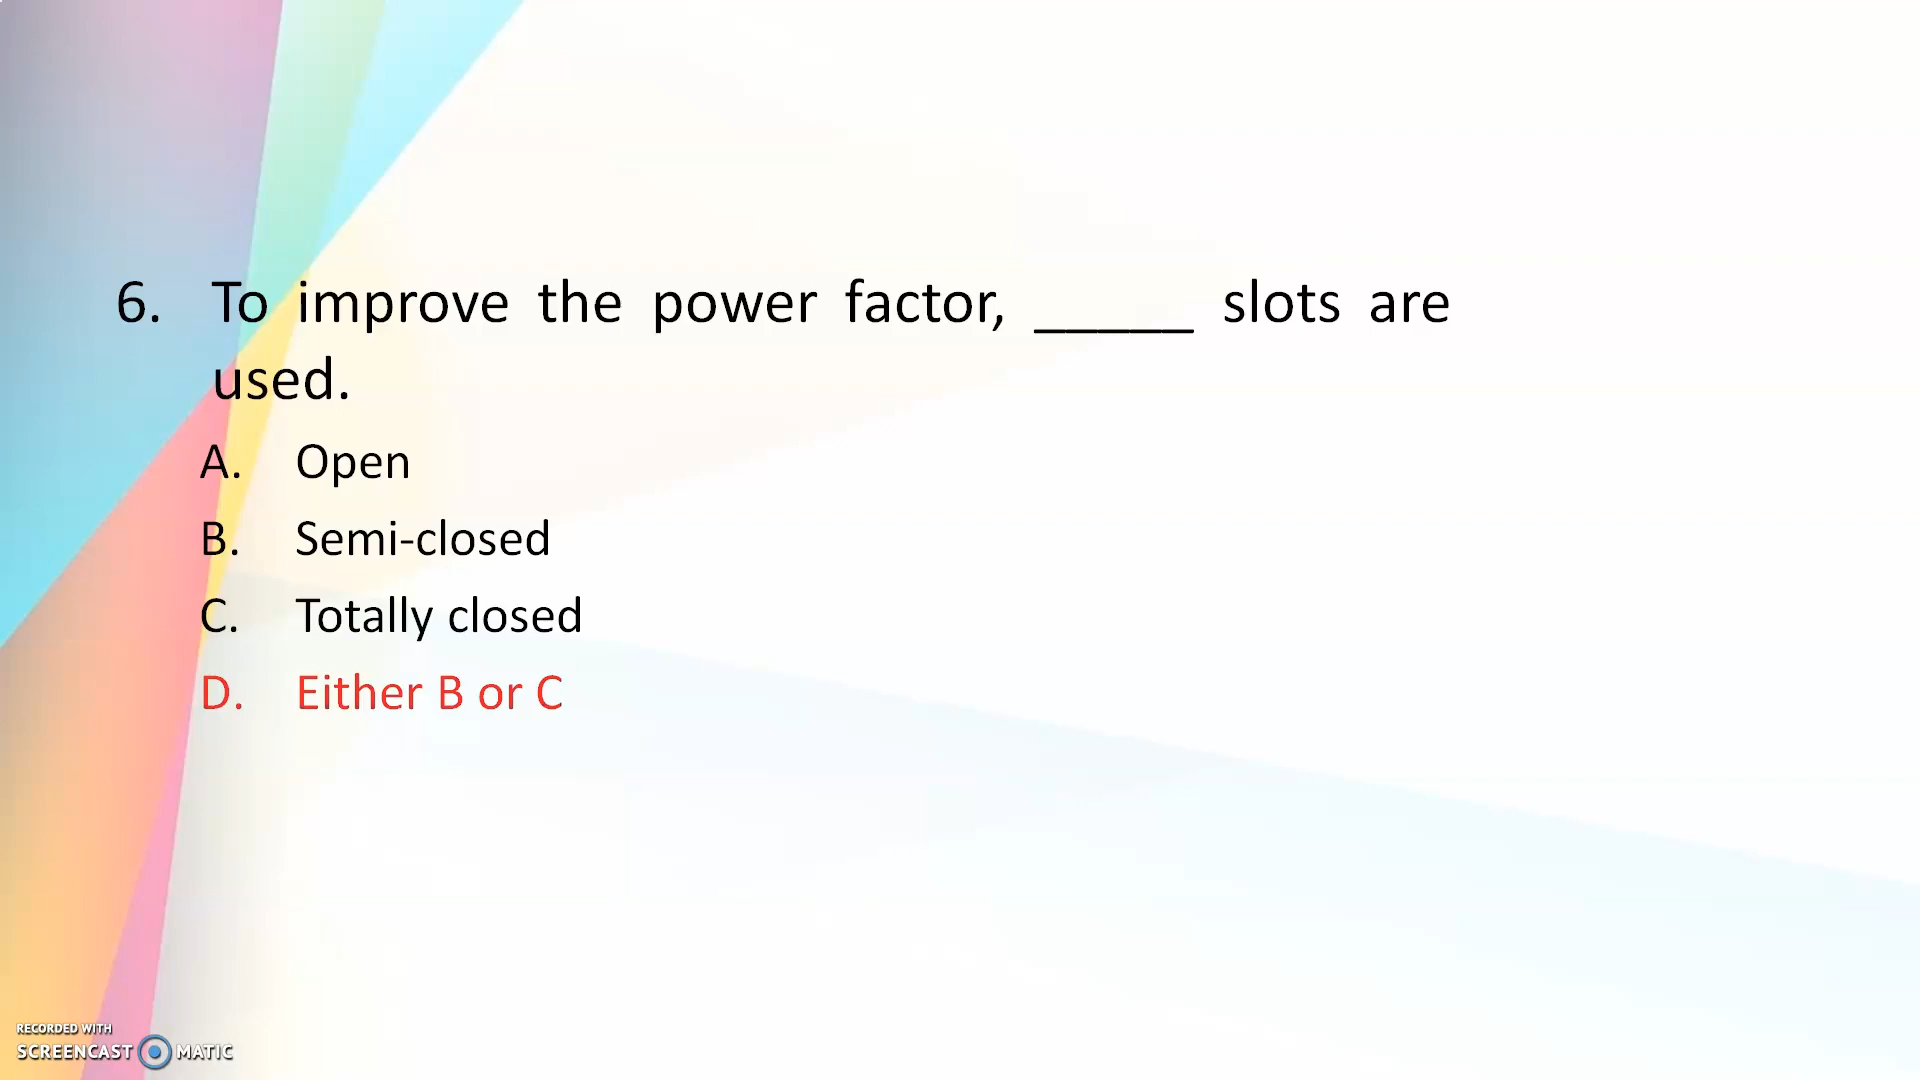 6. To improve the power factor, _____ slots are
used.
A. Open
B. Semi-closed
C. Totally closed
D. Either B or C
RECORDED WITH
SCREENCAST MATIC